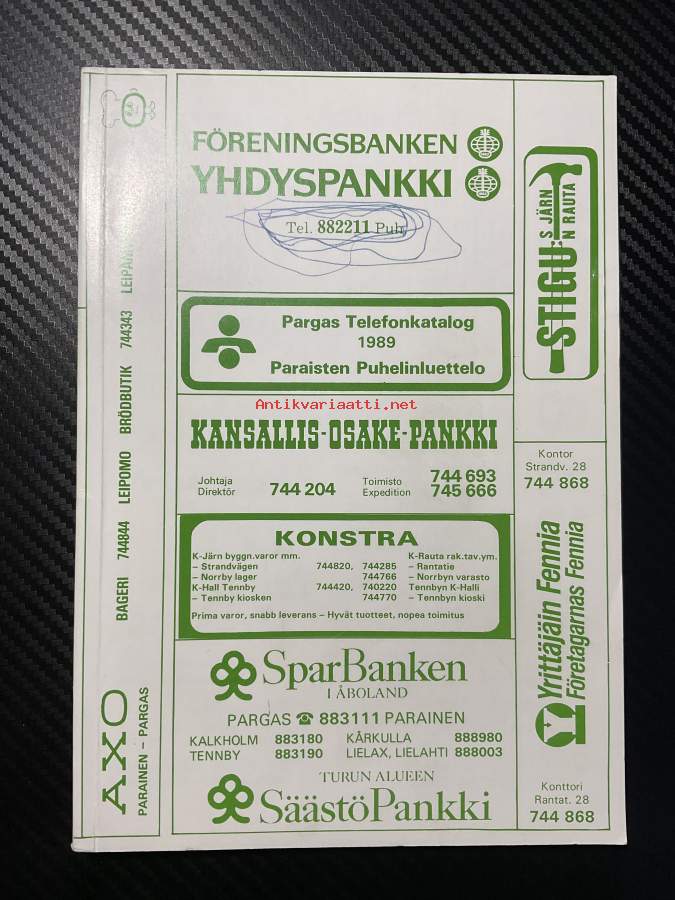 FÖRENINGSBANKEN
YHDYSPANKKI
Tel. 882211 Puh.
Pargas Telefonkatalog
1989
Paraisten Puhelinluettelo
Antikvariaatti.net
KANSALLIS-OSAKE-PANKKI
Johtaja
Direktör
744 204
Toimisto
Expedition
744 693
745 666
KONSTRA
K-Järn byggn.varor mm. K-Rauta rak.tav.ym.
– Strandvägen 744820, 744285 – Rantatie
– Norrby lager 744766 – Norrbyn varasto
K-Hall Tennby 744420, 740220 Tennbyn K-Halli
– Tennby kiosken 744770 – Tennbyn kioski
Prima varor, snabb leverans – Hyvät tuotteet, nopea toimitus
SparBanken
I ÅBOLAND
PARGAS ☎ 883111 PARAINEN
KALKHOLM 883180 KÅRKULLA 888980
TENNBY 883190 LIELAX, LIELAHTI 888003
TURUN ALUEEN
SäästöPankki
AXO
PARAINEN – PARGAS
BAGERI 744844 LEIPOMO BRÖDBUTIK 744343
STIGU:S JÄRN
:N RAUTA
Kontor
Strandv. 28
744 868
Yrittäjäin Fennia
Företagarnas Fennia
Konttori
Rantat. 28
744 868